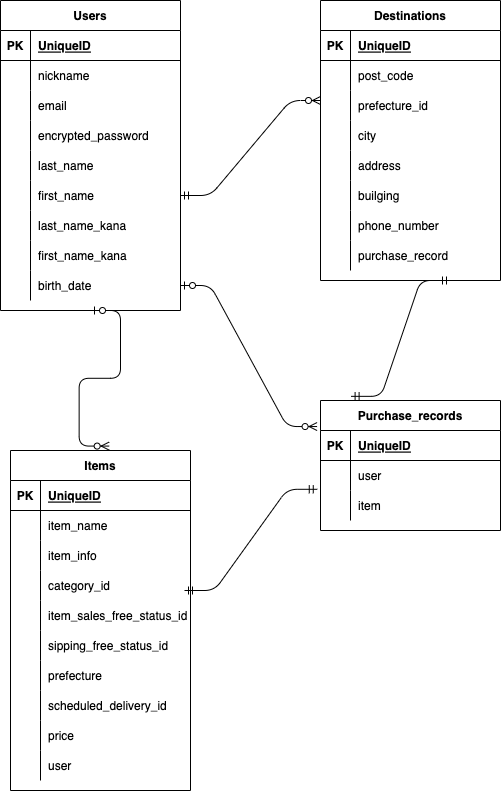 Users
PK UniqueID
nickname
email
encrypted_password
last_name
first_name
last_name_kana
first_name_kana
birth_date
Destinations
PK UniqueID
post_code
prefecture_id
city
address
builging
phone_number
purchase_record
Items
PK UniqueID
item_name
item_info
category_id
item_sales_free_status_id
sipping_free_status_id
prefecture
scheduled_delivery_id
price
user
Purchase_records
PK UniqueID
user
item